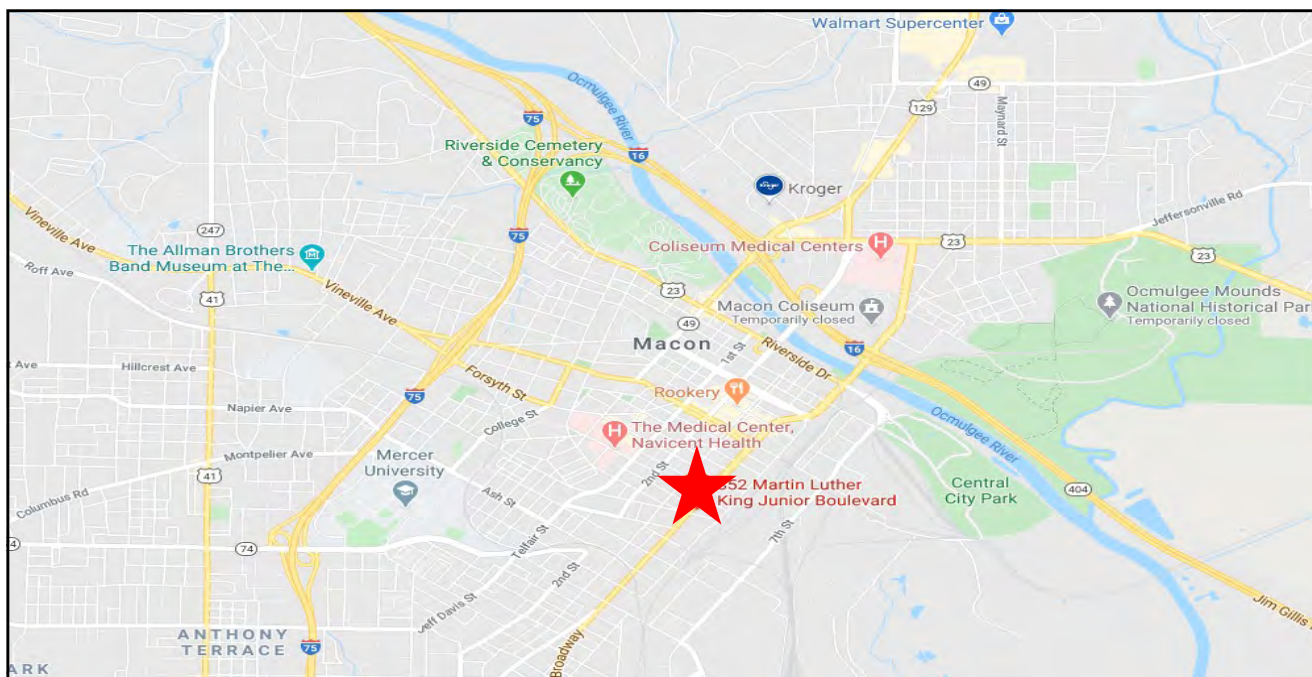 Walmart Supercenter
49
75
Ocmulgee River
129
Maynard St
Riverside Cemetery
& Conservancy
16
Kroger
Kroger
Jeffersonville Rd
Vineville Ave
247
75
The Allman Brothers
Band Museum at The...
Roff Ave
Coliseum Medical Centers
H
23
23
41
Vineville Ave
23
Ocmulgee Mounds
National Historical Par
Temporarily closed
Macon Coliseum
Temporarily closed
49
Macon
1st St
Riverside Dr
16
t Ave
Hillcrest Ave
Forsyth St
75
Rookery
Napier Ave
College St
H
The Medical Center,
Navicent Health
Ocmulgee River
Montpelier Ave
Mercer
University
2nd St
41
Columbus Rd
Ash St
52 Martin Luther
King Junior Boulevard
Central
City Park
404
7th St
Telfair St
4
74
2nd St
Jeff Davis St
Jim Gillis
ANTHONY
TERRACE
75
Broadway
ARK